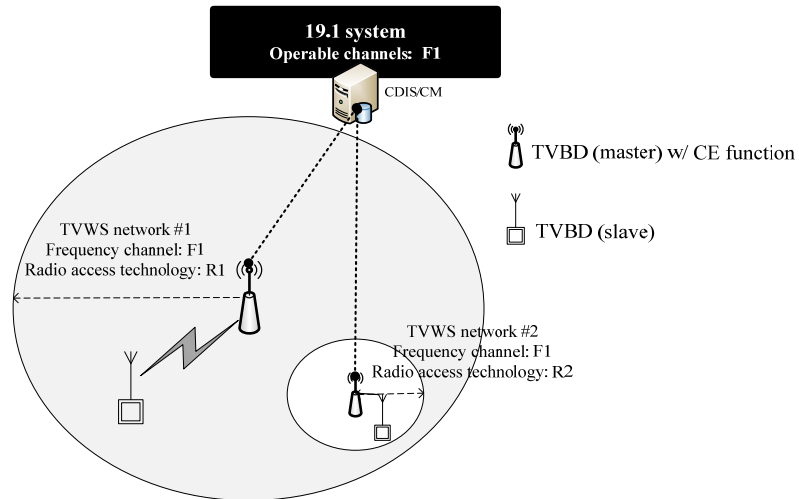 19.1 system
Operable channels: F1
CDIS/CM
TVBD (master) w/ CE function
TVBD (slave)
TVWS network #1
Frequency channel: F1
Radio access technology: R1
TVWS network #2
Frequency channel: F1
Radio access technology: R2